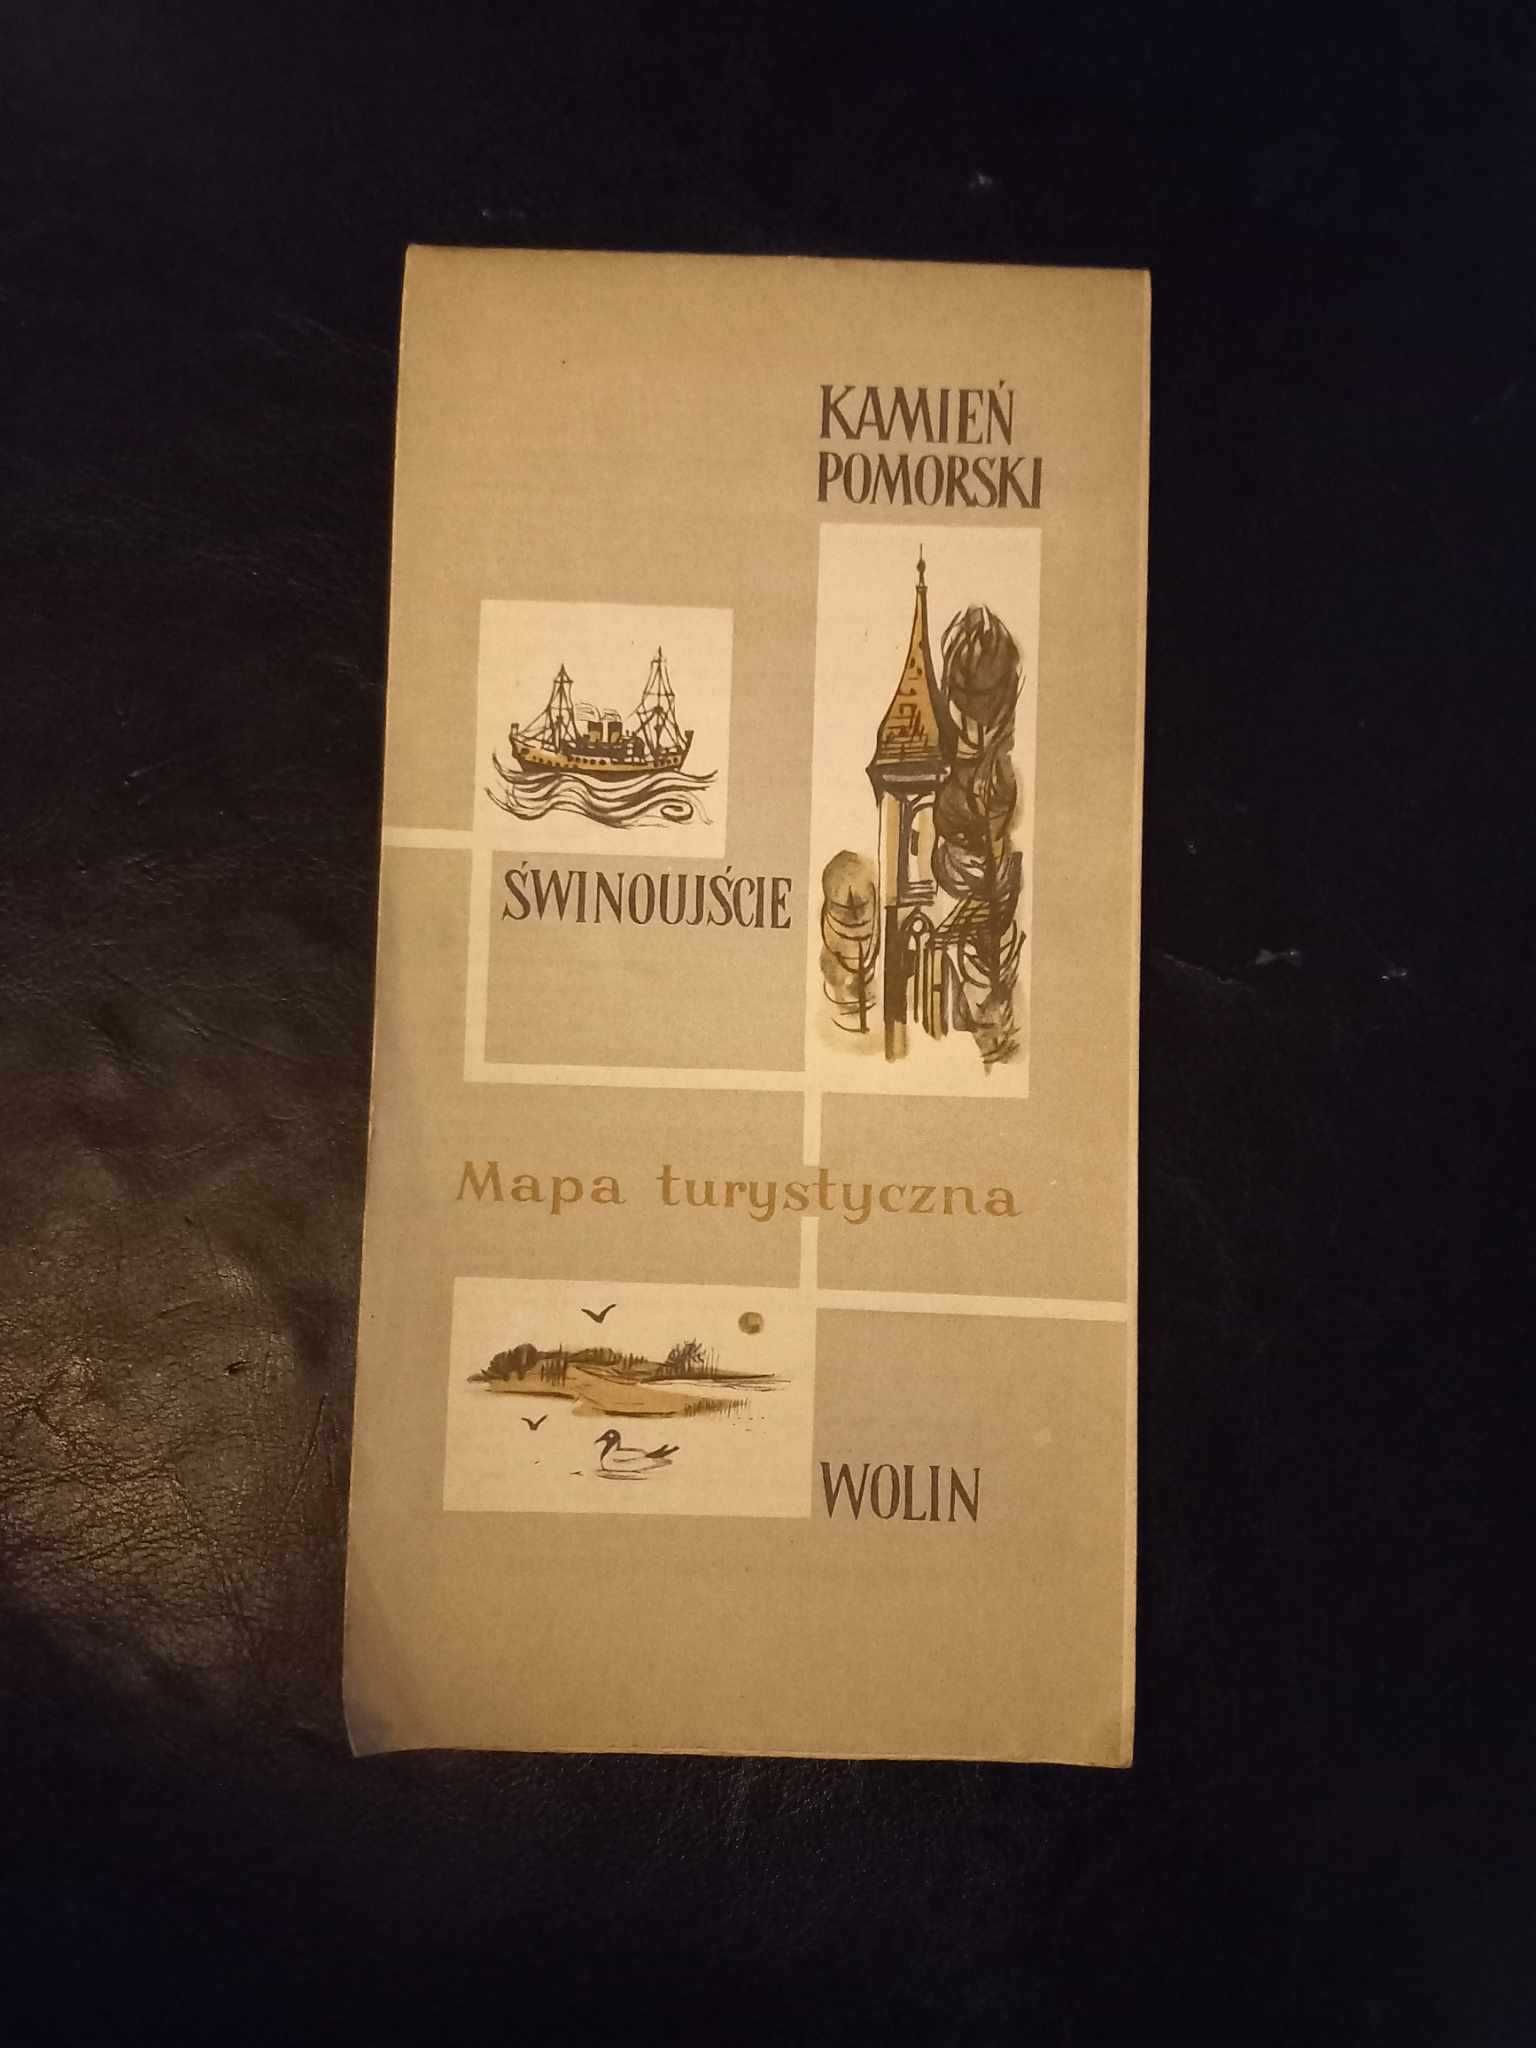 KAMIEŃ
POMORSKI
ŚWINOUJŚCIE
Mapa turystyczna
WOLIN